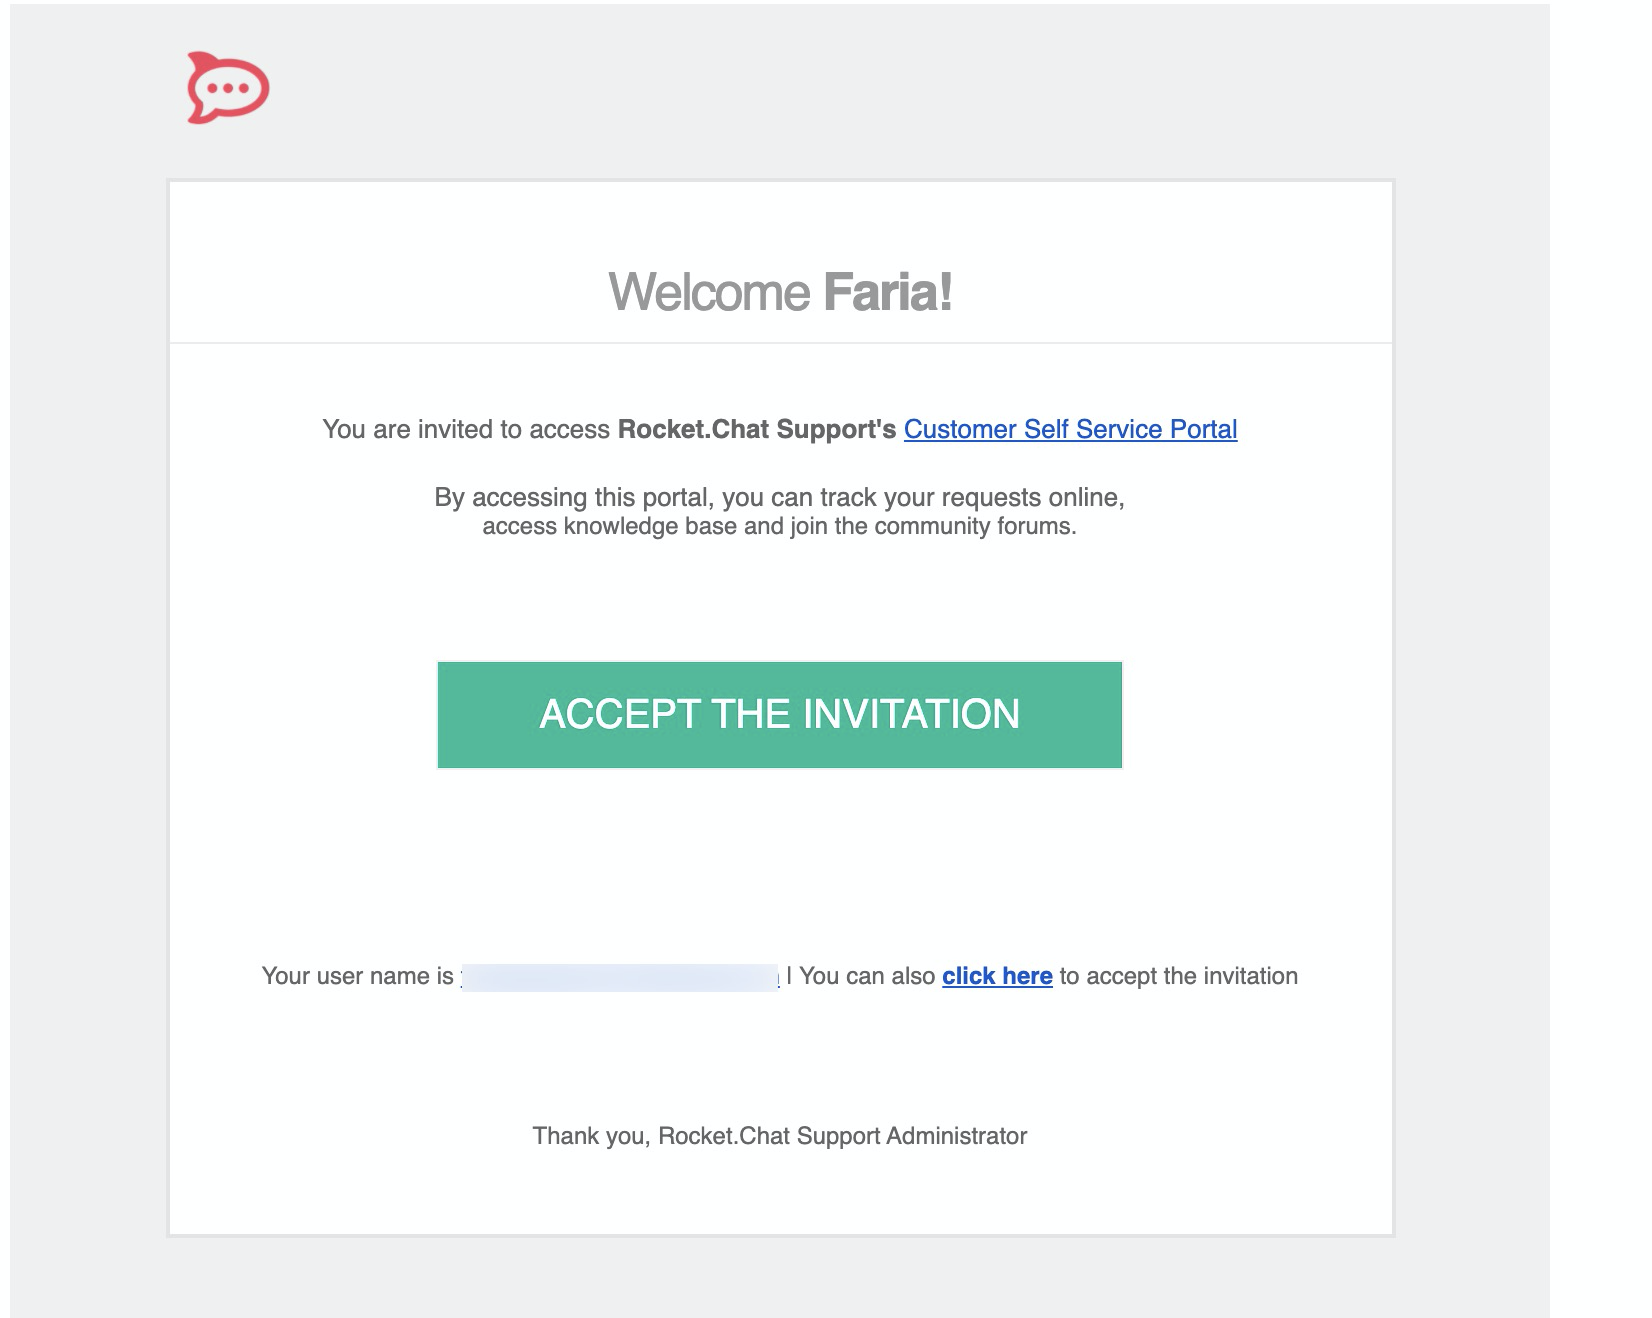 Welcome Faria!
You are invited to access Rocket.Chat Support's Customer Self Service Portal
By accessing this portal, you can track your requests online,
access knowledge base and join the community forums.
ACCEPT THE INVITATION
Your user name is | You can also click here to accept the invitation
Thank you, Rocket.Chat Support Administrator